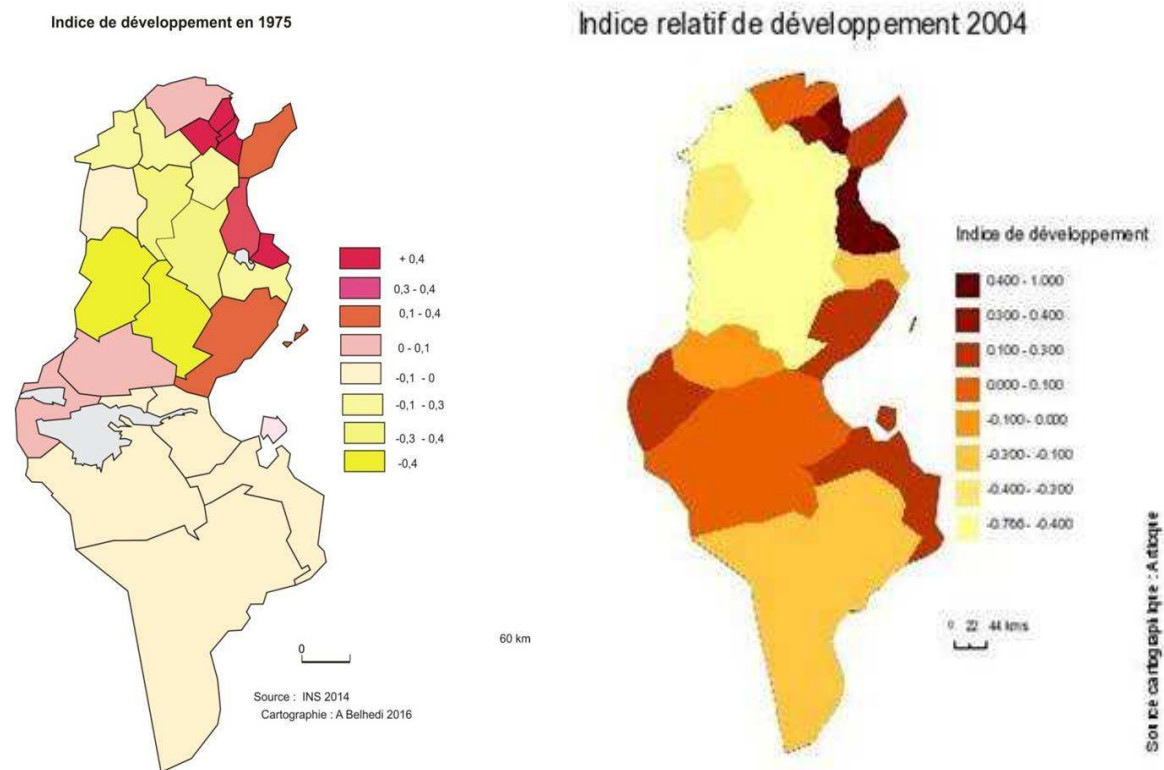 Indice de développement en 1975
+ 0,4
0,3 - 0,4
0,1 - 0,4
0 - 0,1
-0,1 - 0
-0,1 - 0,3
-0,3 - 0,4
-0,4
0
60 km
Source : INS 2014
Cartographie : A Belhedi 2016
Indice relatif de développement 2004
Indice de développement
0.400 - 1.000
0.300 - 0.400
0.100 - 0.300
0.000 - 0.100
-0.100 - 0.000
-0.300 - -0.100
-0.400 - -0.300
-0.766 - -0.400
0 22 44 kms
Source cartographique : Articque